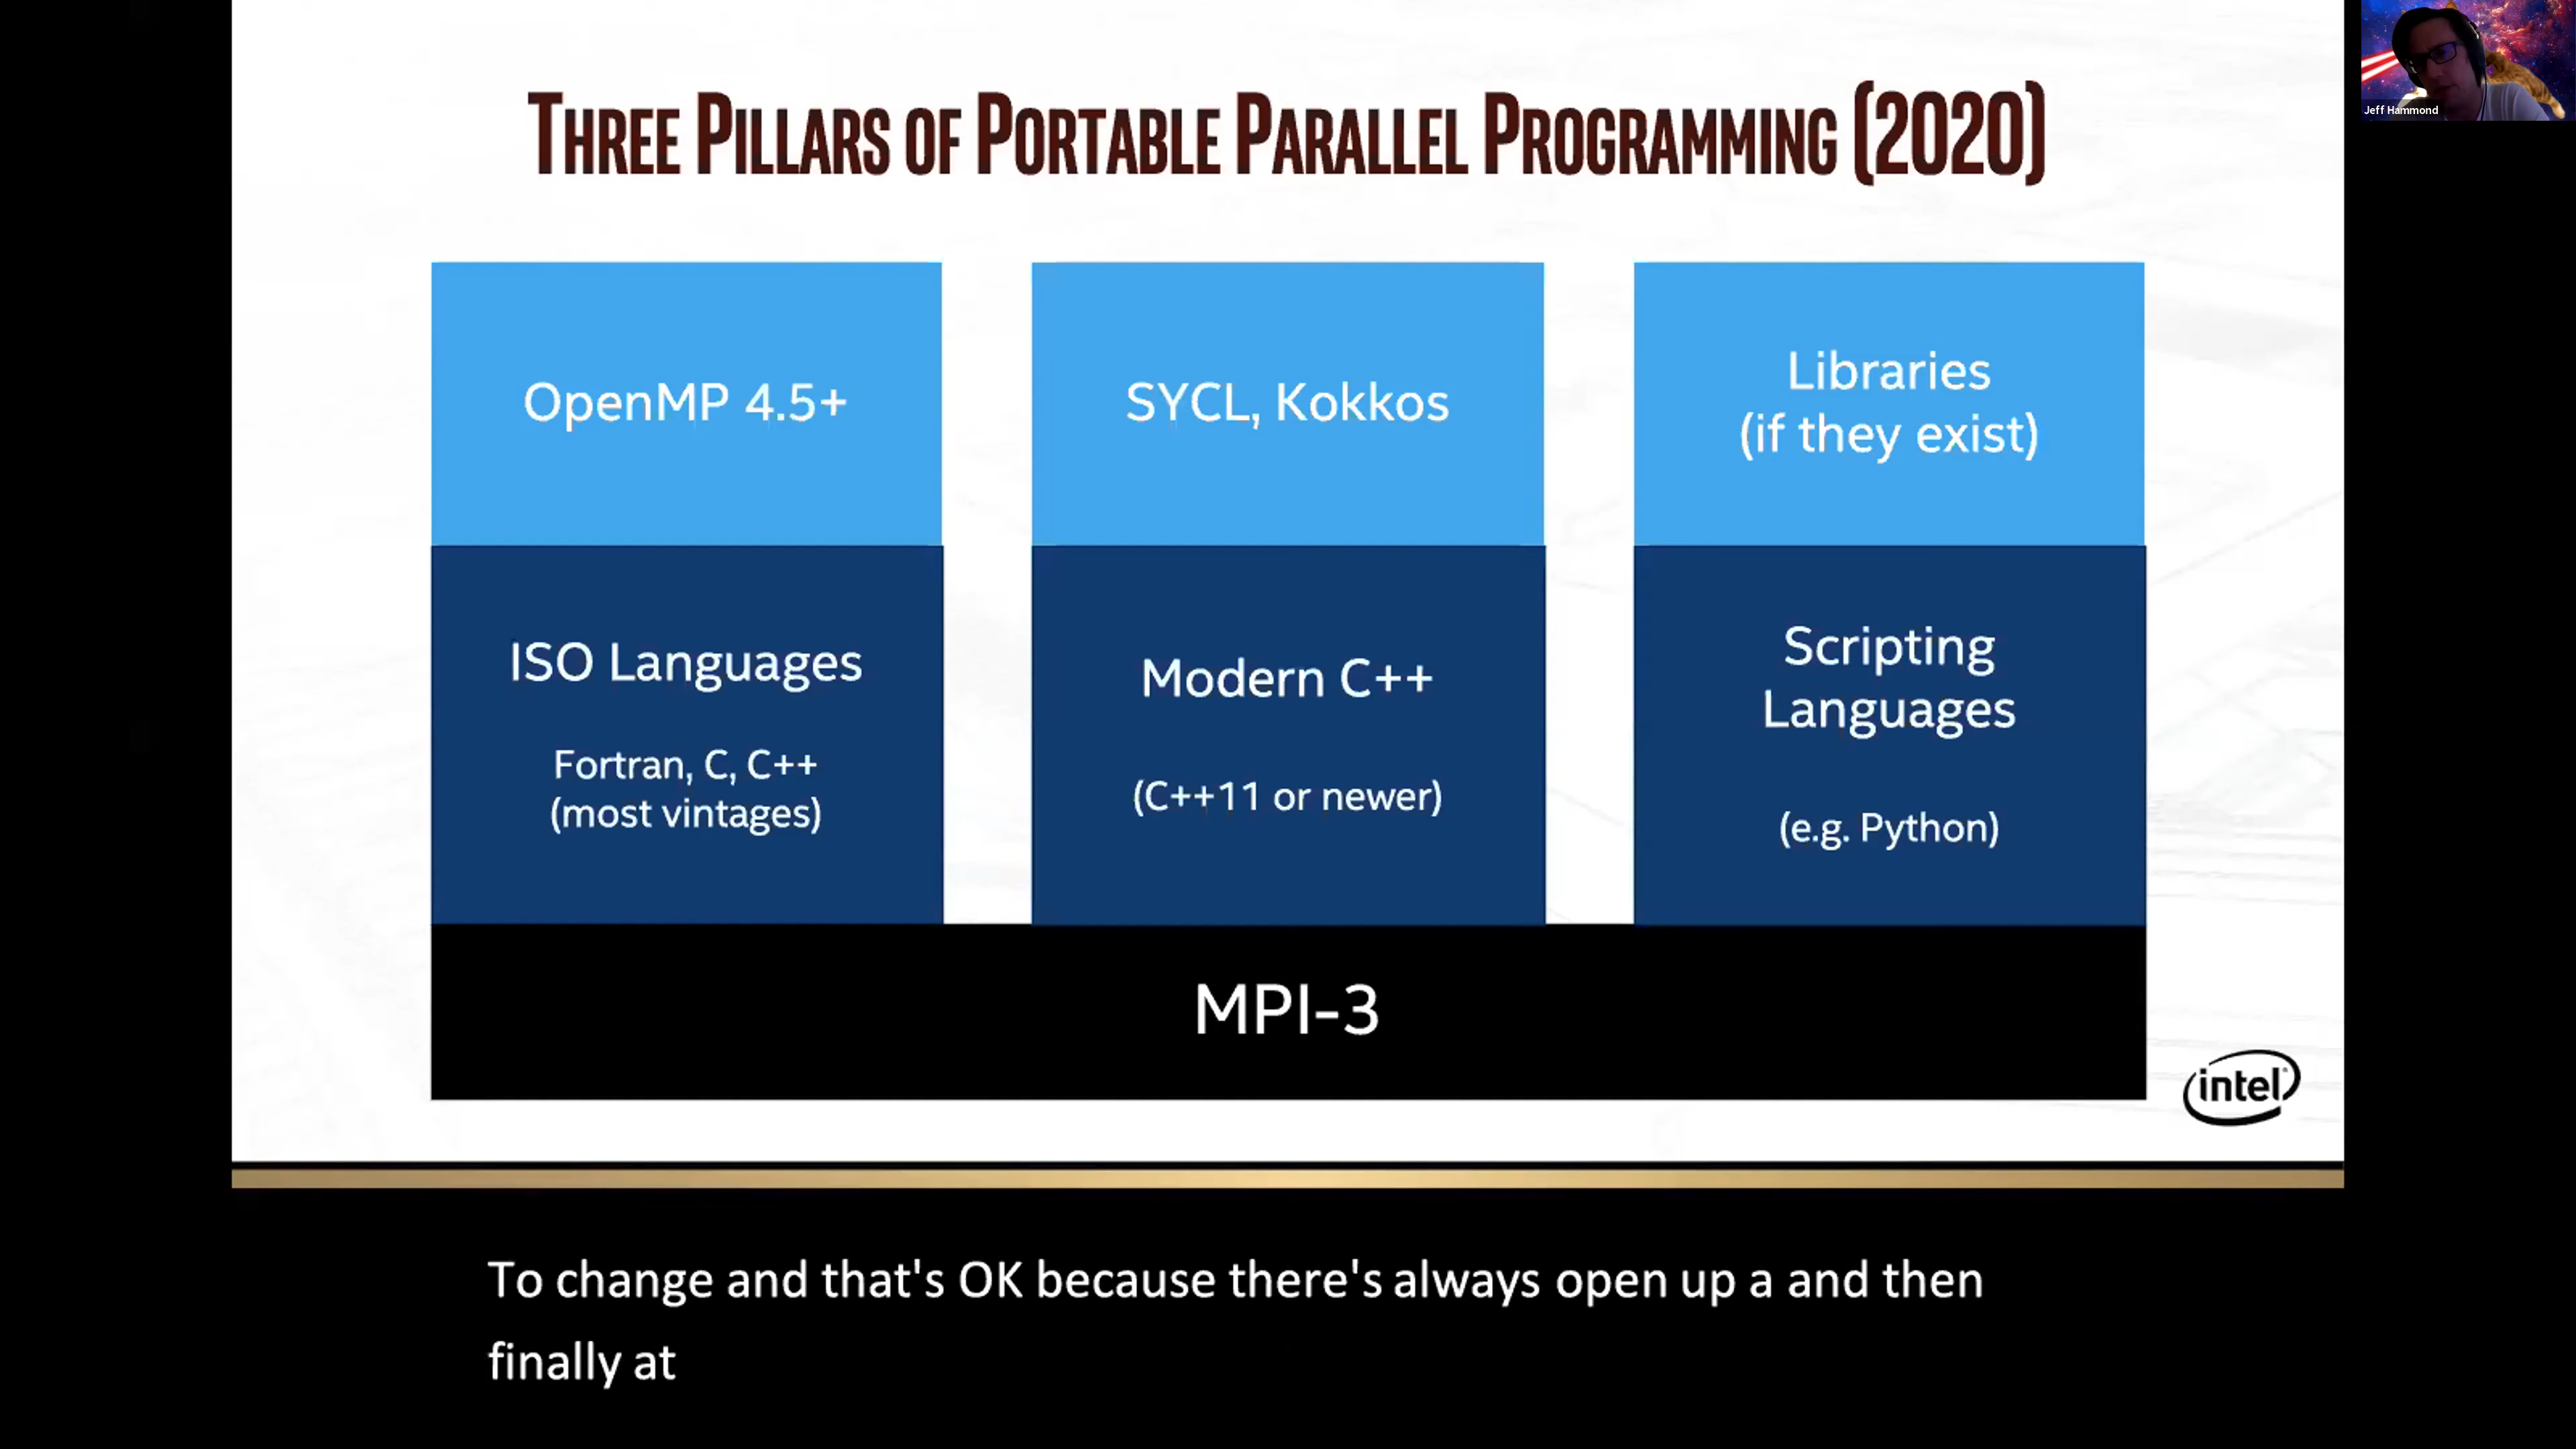 THREE PILLARS OF PORTABLE PARALLEL PROGRAMMING (2020)
OpenMP 4.5+
ISO Languages
Fortran, C, C++
(most vintages)
SYCL, Kokkos
Modern C++
(C++11 or newer)
Libraries
(if they exist)
Scripting
Languages
(e.g. Python)
MPI-3
intel
Jeff Hammond
To change and that's OK because there's always open up a and then
finally at